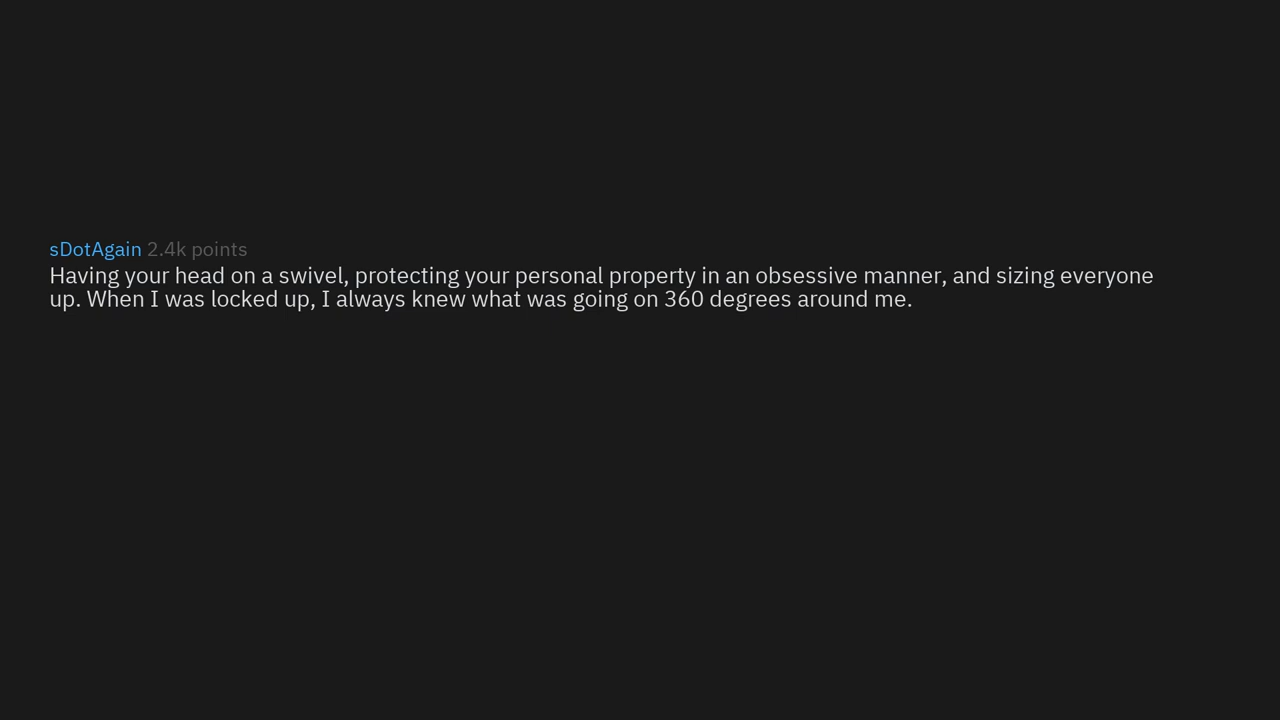 sDotAgain 2.4k points
Having your head on a swivel, protecting your personal property in an obsessive manner, and sizing everyone
up. When I was locked up, I always knew what was going on 360 degrees around me.